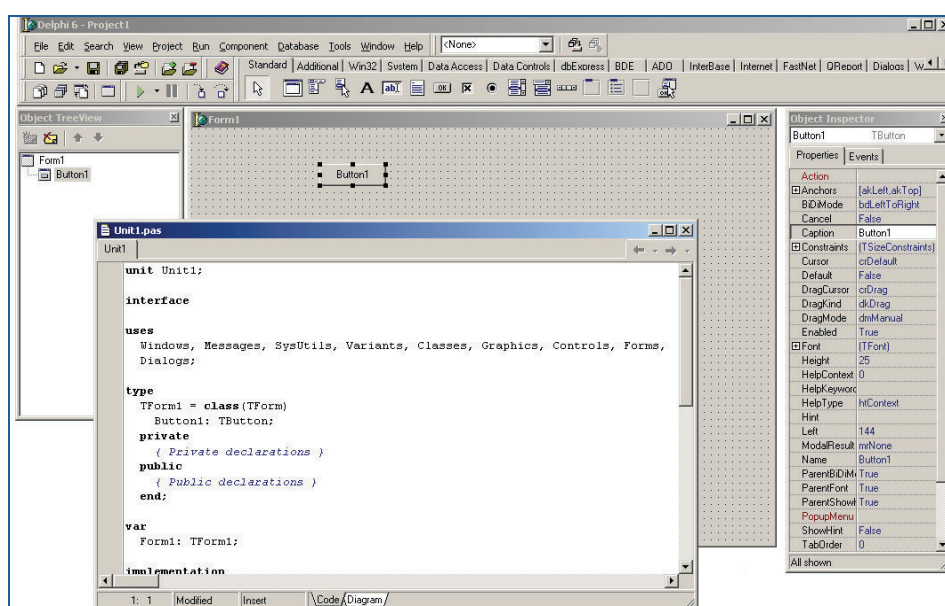 Delphi 6 - Project1
File Edit Search View Project Run Component Database Tools Window Help <None>
Standard Additional Win32 System Data Access Data Controls dbExpress BDE ADO InterBase Internet FastNet QReport Dialogs W
Object TreeView
Form1
Button1
Form1
Button1
Unit1.pas
Unit1
unit Unit1;
interface
uses
Windows, Messages, SysUtils, Variants, Classes, Graphics, Controls, Forms,
Dialogs;
type
TForm1 = class(TForm)
Button1: TButton;
private
{ Private declarations }
public
{ Public declarations }
end;
var
Form1: TForm1;
implementation
1: 1 Modified Insert \Code/Diagram/
Object Inspector
Button1 TButton
Properties Events
Action
Anchors [akLeft,akTop]
BiDiMode bdLeftToRight
Cancel False
Caption Button1
Constraints (TSizeConstraints)
Cursor crDefault
Default False
DragCursor crDrag
DragKind dkDrag
DragMode dmManual
Enabled True
Font (TFont)
Height 25
HelpContext 0
HelpKeyword
HelpType htContext
Hint
Left 144
ModalResult mrNone
Name Button1
ParentBiDiM True
ParentFont True
ParentShowH True
PopupMenu
ShowHint False
TabOrder 0
All shown